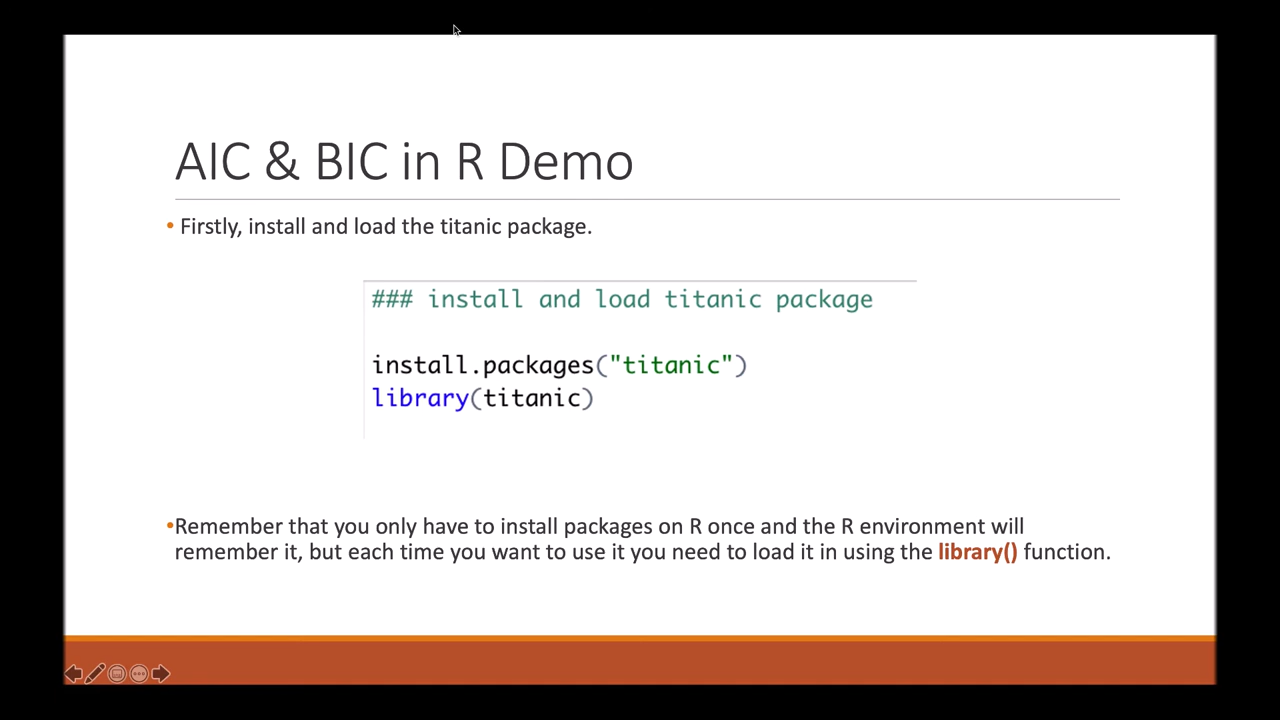 AIC & BIC in R Demo
• Firstly, install and load the titanic package.
### install and load titanic package
install.packages("titanic")
library(titanic)
•Remember that you only have to install packages on R once and the R environment will
remember it, but each time you want to use it you need to load it in using the library() function.